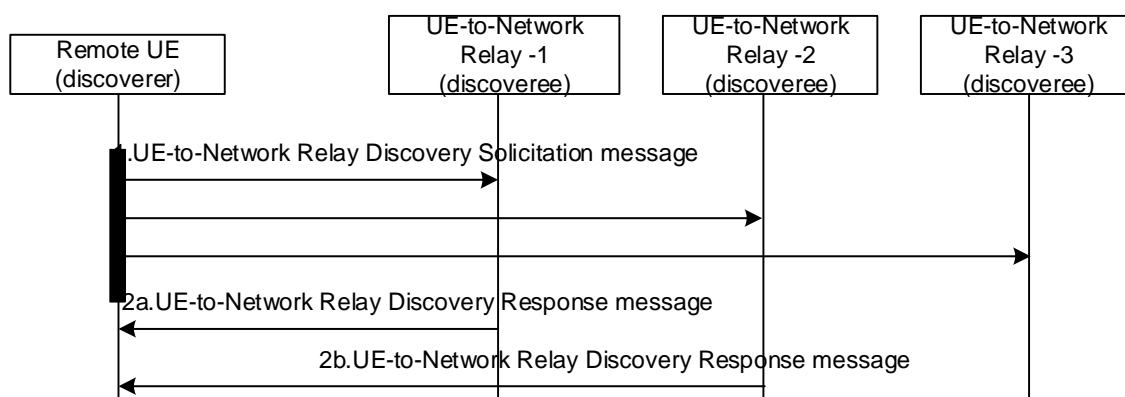 Remote UE
(discoverer)
UE-to-Network
Relay -1
(discoveree)
UE-to-Network
Relay -2
(discoveree)
UE-to-Network
Relay -3
(discoveree)
1.UE-to-Network Relay Discovery Solicitation message
2a.UE-to-Network Relay Discovery Response message
2b.UE-to-Network Relay Discovery Response message